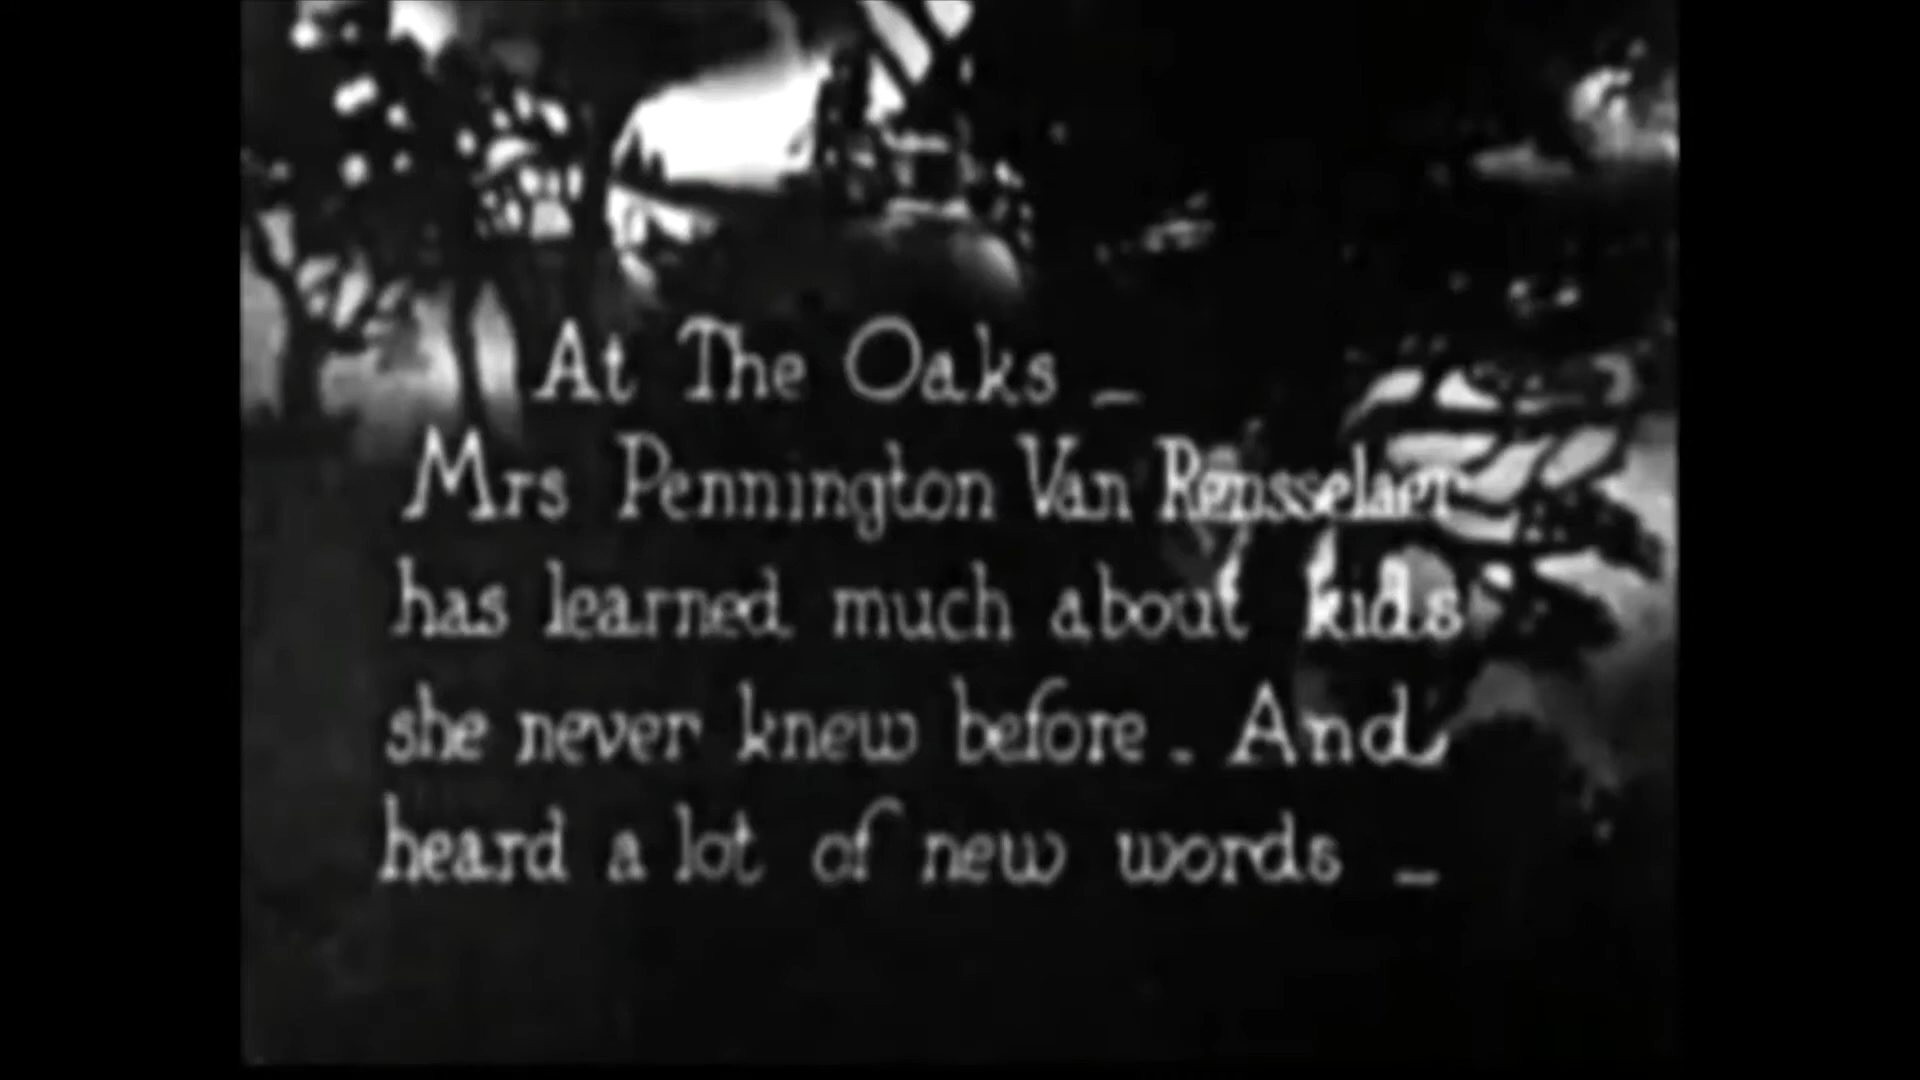 At The Oaks –
Mrs Pennington Van Rensselaer
has learned much about kids
she never knew before. And
heard a lot of new words –